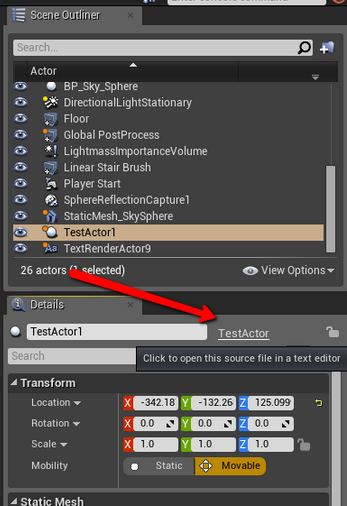 Scene Outliner
Search...
Actor
BP_Sky_Sphere
DirectionalLightStationary
Floor
Global PostProcess
LightmassImportanceVolume
Linear Stair Brush
Player Start
SphereReflectionCapture1
StaticMesh_SkySphere
TestActor1
TextRenderActor9
26 actors (1 selected)
View Options
Details
TestActor1
TestActor
Search
Click to open this source file in a text editor
Transform
Location
X -342.18
Y -132.26
Z 125.099
Rotation
X 0.0
Y 0.0
Z 0.0
Scale
X 1.0
Y 1.0
Z 1.0
Mobility
Static
Movable
Static Mesh